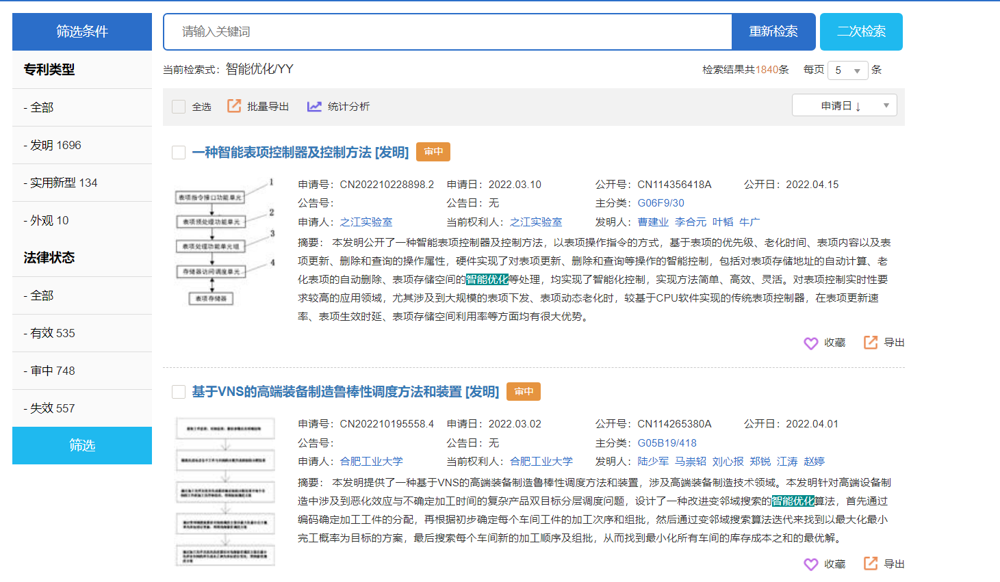 筛选条件
请输入关键词
重新检索
二次检索
专利类型
- 全部
- 发明 1696
- 实用新型 134
- 外观 10
法律状态
- 全部
- 有效 535
- 审中 748
- 失效 557
筛选
当前检索式：智能优化/YY
检索结果共1840条 每页 5 条
全选 批量导出 统计分析 申请日↓
一种智能表项控制器及控制方法 [发明] 审中
表项指令接口功能单元 1
表项预处理功能单元 2
表项处理功能单元组 3
存储器访问调度单元 4
表项存储器
申请号：CN202210228898.2 申请日：2022.03.10 公开号：CN114356418A 公开日：2022.04.15
公告号： 公告日：无 主分类：G06F9/30
申请人：之江实验室 当前权利人：之江实验室 发明人：曹建业 李合元 叶韬 牛广
摘要： 本发明公开了一种智能表项控制器及控制方法，以表项操作指令的方式，基于表项的优先级、老化时间、表项内容以及表
项更新、删除和查询的操作属性，硬件实现了对表项更新、删除和查询等操作的智能控制，包括对表项存储地址的自动计算、老
化表项的自动删除、表项存储空间的智能优化等处理，均实现了智能化控制，实现方法简单、高效、灵活。对表项控制实时性要
求较高的应用领域，尤其涉及到大规模的表项下发、表项动态老化时，较基于CPU软件实现的传统表项控制器，在表项更新速
率、表项生效时延、表项存储空间利用率等方面均有很大优势。
收藏 导出
基于VNS的高端装备制造鲁棒性调度方法和装置 [发明] 审中
申请号：CN202210195558.4 申请日：2022.03.02 公开号：CN114265380A 公开日：2022.04.01
公告号： 公告日：无 主分类：G05B19/418
申请人：合肥工业大学 当前权利人：合肥工业大学 发明人：陆少军 马崇轺 刘心报 郑锐 江涛 赵婷
摘要： 本发明提供了一种基于VNS的高端装备制造鲁棒性调度方法和装置，涉及高端装备制造技术领域。本发明针对高端设备制
造中涉及到恶化效应与不确定加工时间的复杂产品双目标分层调度问题，设计了一种改进变邻域搜索的智能优化算法，首先通过
编码确定加工工件的分配，再根据初步确定每个车间工件的加工次序和组批，然后通过变邻域搜索算法迭代来找到以最大化最小
完工概率为目标的方案，最后搜索每个车间新的加工顺序及组批，从而找到最小化所有车间的库存成本之和的最优解。
收藏 导出